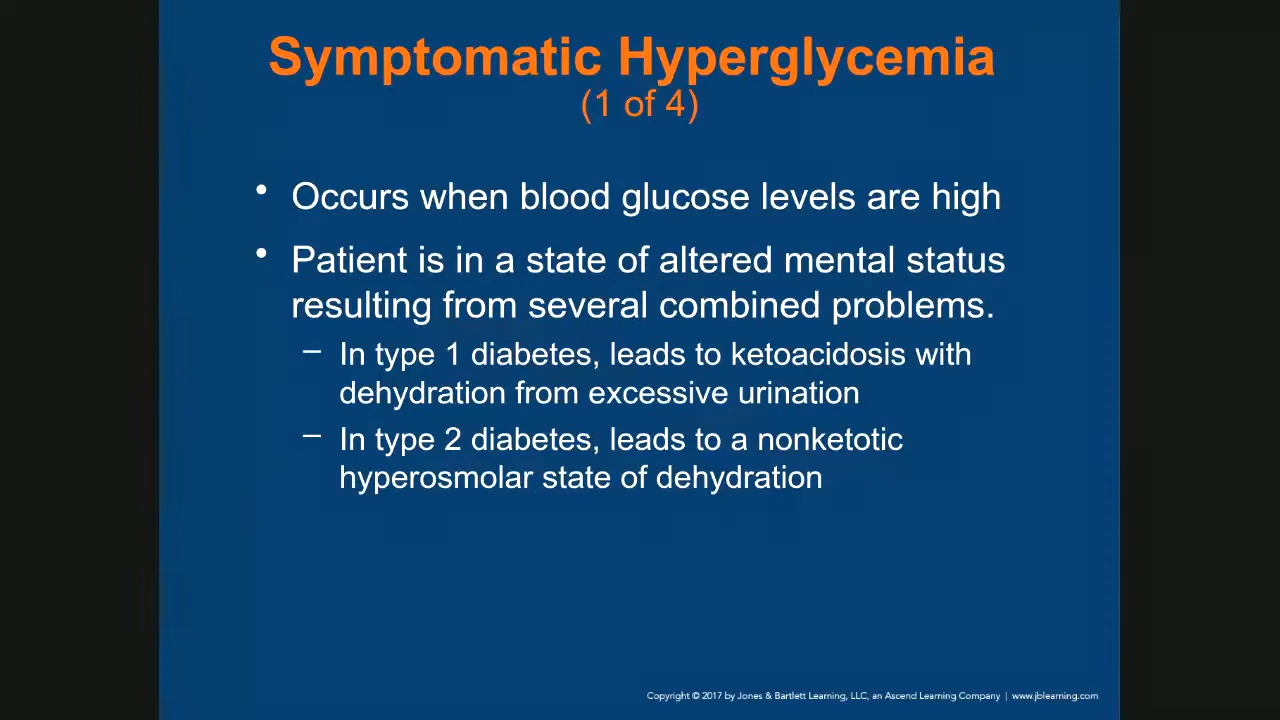 Symptomatic Hyperglycemia
(1 of 4)
• Occurs when blood glucose levels are high
• Patient is in a state of altered mental status
resulting from several combined problems.
– In type 1 diabetes, leads to ketoacidosis with
dehydration from excessive urination
– In type 2 diabetes, leads to a nonketotic
hyperosmolar state of dehydration
Copyright © 2017 by Jones & Bartlett Learning, LLC, an Ascend Learning Company | www.jblearning.com